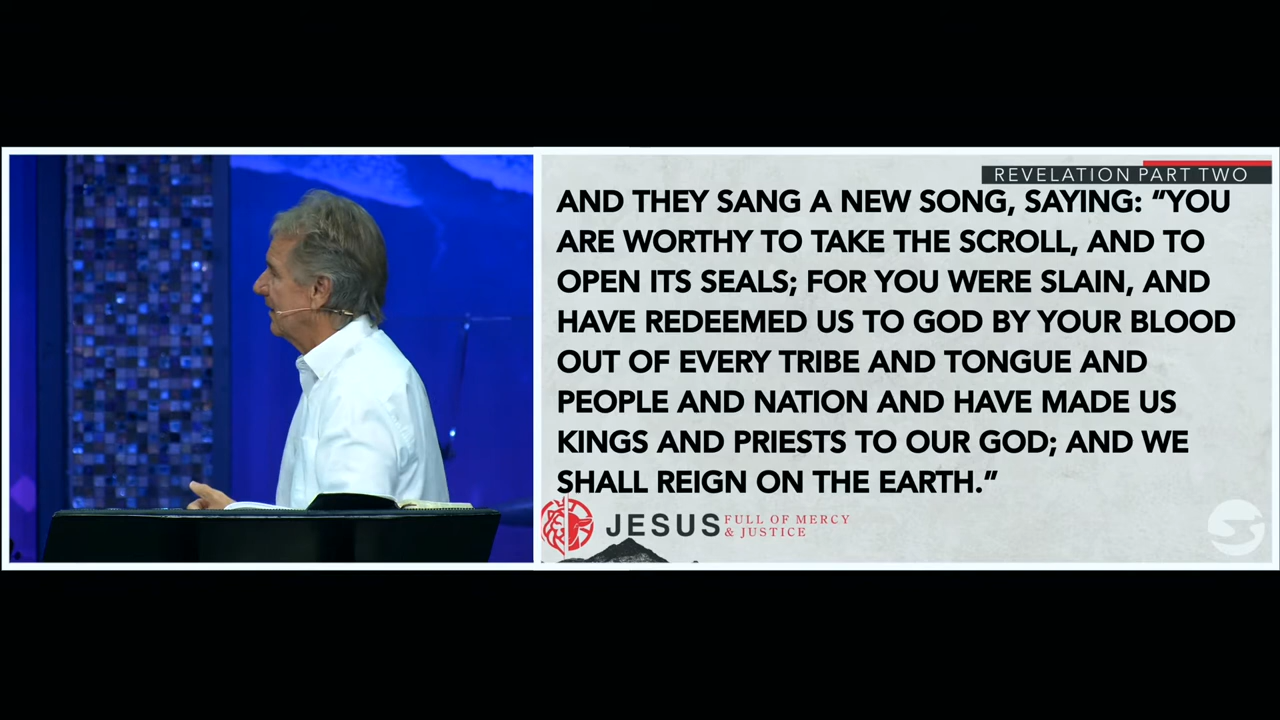 REVELATION PART TWO
AND THEY SANG A NEW SONG, SAYING: “YOU
ARE WORTHY TO TAKE THE SCROLL, AND TO
OPEN ITS SEALS; FOR YOU WERE SLAIN, AND
HAVE REDEEMED US TO GOD BY YOUR BLOOD
OUT OF EVERY TRIBE AND TONGUE AND
PEOPLE AND NATION AND HAVE MADE US
KINGS AND PRIESTS TO OUR GOD; AND WE
SHALL REIGN ON THE EARTH.”
JESUS
FULL OF MERCY
& JUSTICE